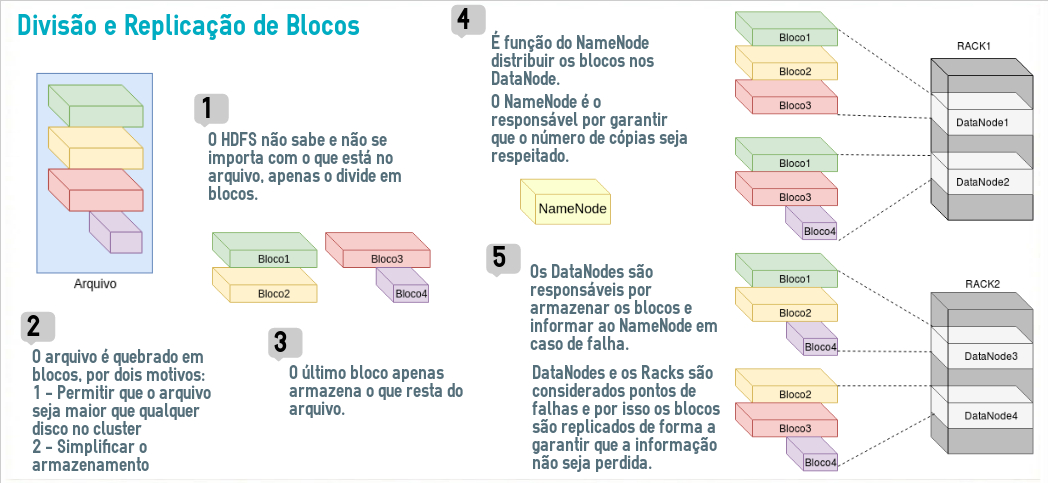 Divisão e Replicação de Blocos
Arquivo
1
O HDFS não sabe e não se
importa com o que está no
arquivo, apenas o divide em
blocos.
Bloco1
Bloco2
Bloco3
Bloco4
2
O arquivo é quebrado em
blocos, por dois motivos:
1 - Permitir que o arquivo
seja maior que qualquer
disco no cluster
2 - Simplificar o
armazenamento
3
O último bloco apenas
armazena o que resta do
arquivo.
4
É função do NameNode
distribuir os blocos nos
DataNode.
O NameNode é o
responsável por garantir
que o número de cópias seja
respeitado.
NameNode
5
Os DataNodes são
responsáveis por
armazenar os blocos e
informar ao NameNode em
caso de falha.
DataNodes e os Racks são
considerados pontos de
falhas e por isso os blocos
são replicados de forma a
garantir que a informação
não seja perdida.
Bloco1
Bloco2
Bloco3
Bloco1
Bloco3
Bloco4
RACK1
DataNode1
DataNode2
Bloco1
Bloco2
Bloco4
Bloco2
Bloco3
Bloco4
RACK2
DataNode3
DataNode4